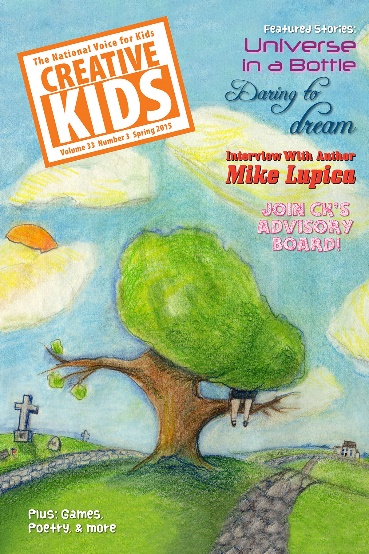 The National Voice for Kids
CREATIVE
KIDS
Volume 33 Number 3 Spring 2015
Featured Stories:
Universe
in a Bottle
Daring to
dream
Interview With Author
Mike Lupica
JOIN CK'S
ADVISORY
BOARD!
Plus: Games,
Poetry, & more